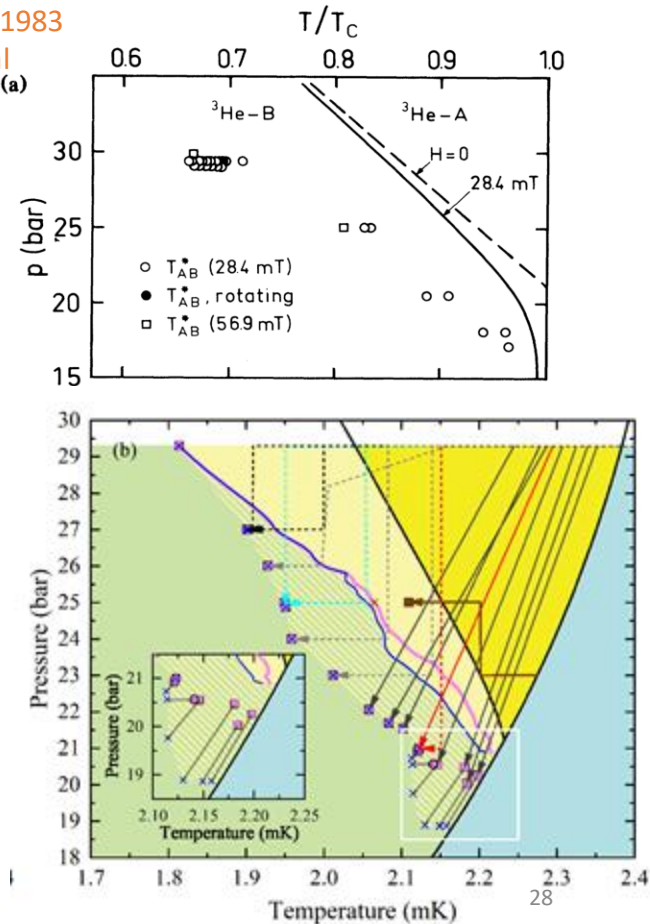 1983
l
(a)
T/T_C
0.6 0.7 0.8 0.9 1.0
³He-B ³He-A
H=0
28.4 mT
p (bar)
30
25
20
15
○ T*_AB (28.4 mT)
● T*_AB, rotating
□ T*_AB (56.9 mT)
(b)
Pressure (bar)
30
29
28
27
26
25
24
23
22
21
20
19
18
Pressure (bar)
21
20
19
2.10 2.15 2.20 2.25
Temperature (mK)
1.7 1.8 1.9 2.0 2.1 2.2 2.3 2.4
Temperature (mK)
28